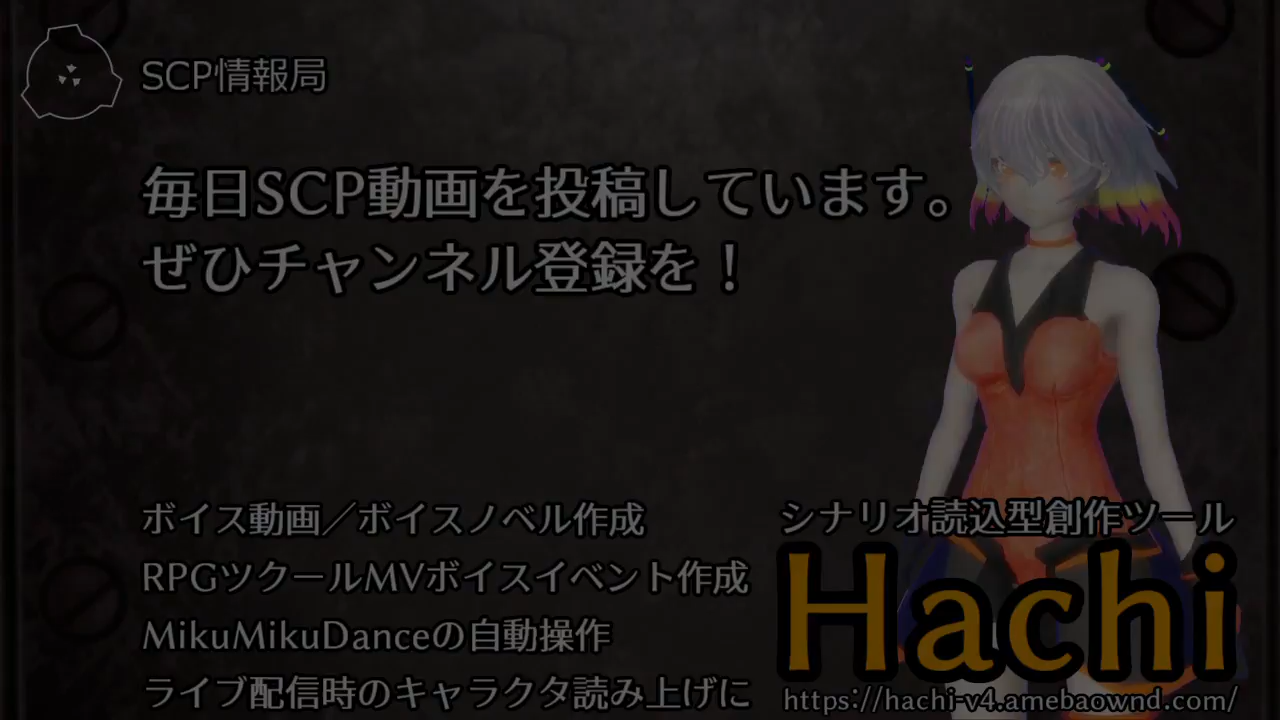 SCP情報局
毎日SCP動画を投稿しています。
ぜひチャンネル登録を！
ボイス動画／ボイスノベル作成
RPGツクールMVボイスイベント作成
MikuMikuDanceの自動操作
ライブ配信時のキャラクタ読み上げに
シナリオ読込型創作ツール
Hachi
https://hachi-v4.amebaownd.com/